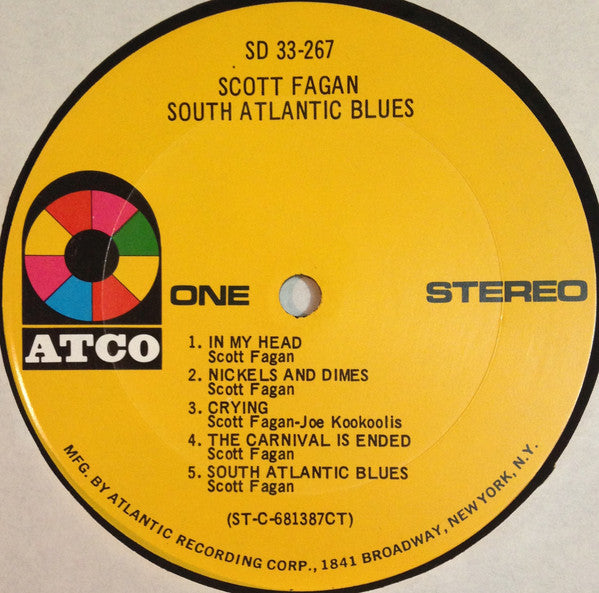 SD 33-267
SCOTT FAGAN
SOUTH ATLANTIC BLUES
ATCO
ONE
STEREO
1. IN MY HEAD
Scott Fagan
2. NICKELS AND DIMES
Scott Fagan
3. CRYING
Scott Fagan-Joe Kookoolis
4. THE CARNIVAL IS ENDED
Scott Fagan
5. SOUTH ATLANTIC BLUES
Scott Fagan
(ST-C-681387CT)
MFG. BY ATLANTIC RECORDING CORP., 1841 BROADWAY, NEW YORK, N.Y.